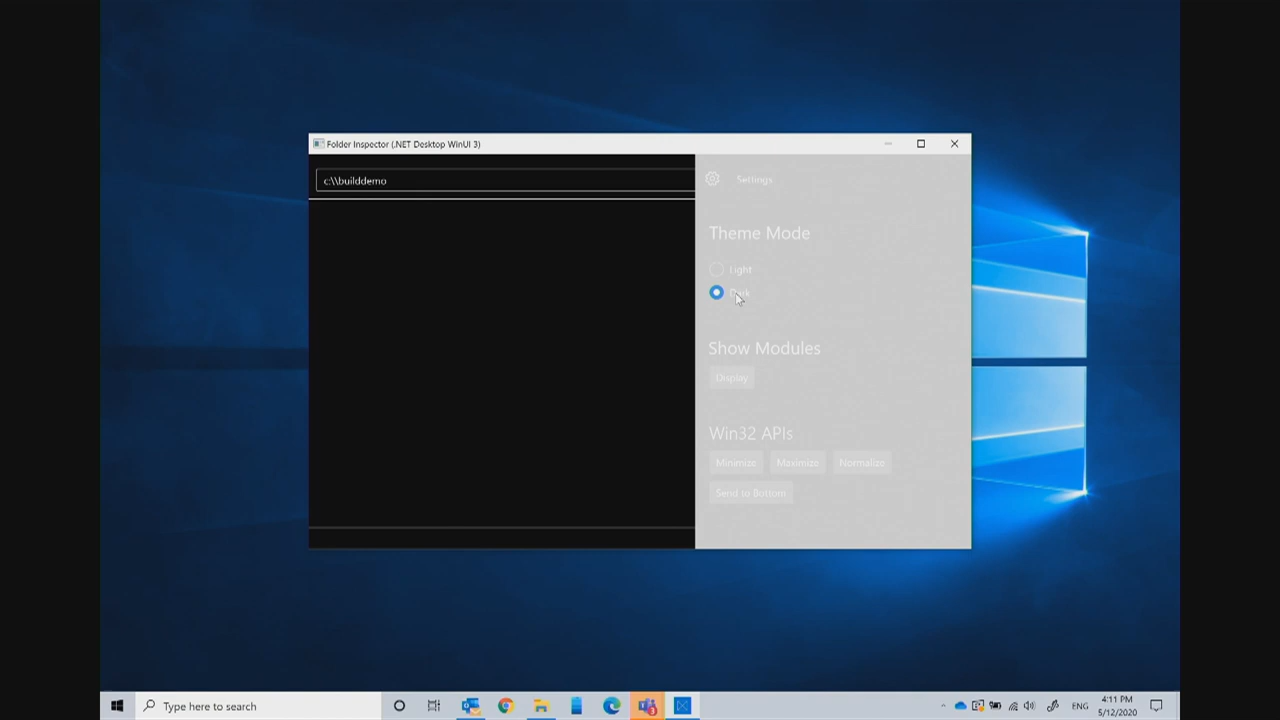 Folder Inspector (.NET Desktop WinUI 3)
c:\\builddemo
Settings
Theme Mode
Light
Dark
Show Modules
Display
Win32 APIs
Minimize Maximize Normalize
Send to Bottom
Type here to search
ENG
4:11 PM
5/12/2020